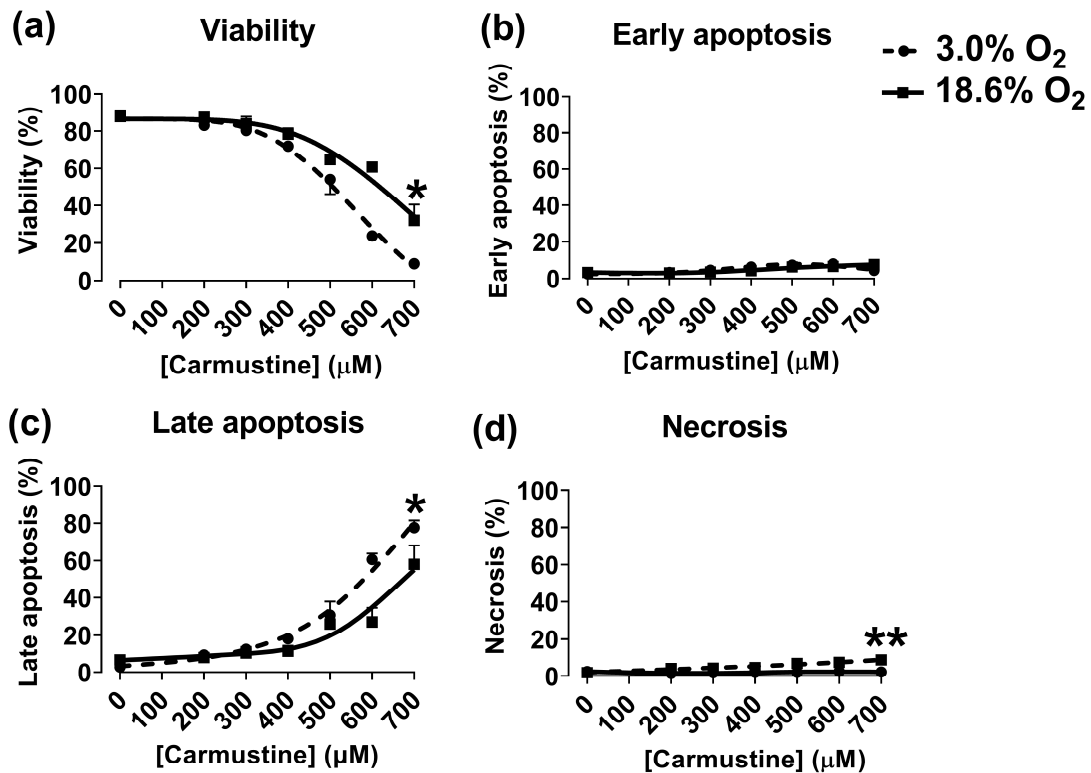 (a) Viability
Viability (%)
100
80
60
40
20
0
0 100 200 300 400 500 600 700
[Carmustine] (μM)
*
(b) Early apoptosis
Early apoptosis (%)
100
80
60
40
20
0
0 100 200 300 400 500 600 700
[Carmustine] (μM)
3.0% O₂
18.6% O₂
(c) Late apoptosis
Late apoptosis (%)
100
80
60
40
20
0
0 100 200 300 400 500 600 700
[Carmustine] (μM)
*
(d) Necrosis
Necrosis (%)
100
80
60
40
20
0
0 100 200 300 400 500 600 700
[Carmustine] (μM)
**